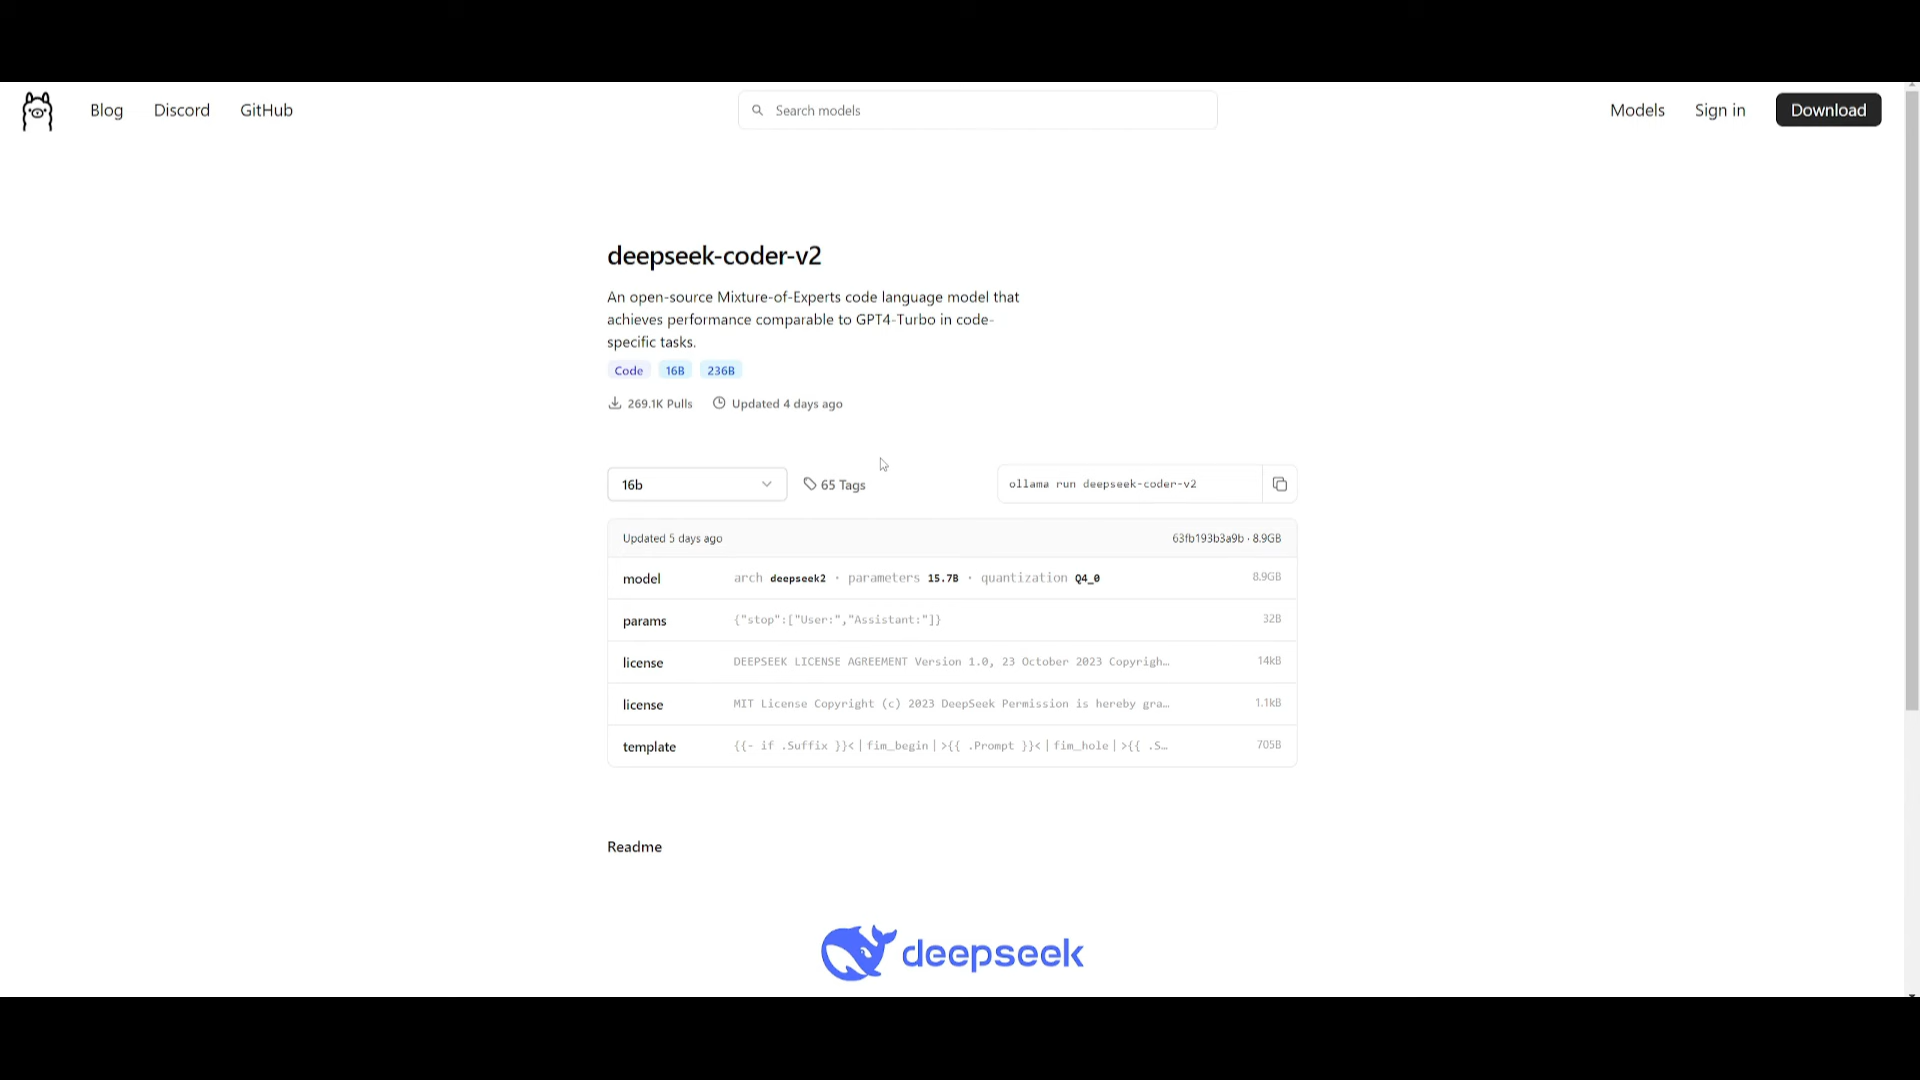 Blog Discord GitHub Search models Models Sign in Download
deepseek-coder-v2
An open-source Mixture-of-Experts code language model that
achieves performance comparable to GPT4-Turbo in code-
specific tasks.
Code 16B 236B
269.1K Pulls Updated 4 days ago
16b 65 Tags ollama run deepseek-coder-v2
Updated 5 days ago 63fb193b3a9b · 8.9GB
model arch deepseek2 · parameters 15.7B · quantization Q4_0 8.9GB
params {"stop":["User:","Assistant:"]} 32B
license DEEPSEEK LICENSE AGREEMENT Version 1.0, 23 October 2023 Copyrigh… 14kB
license MIT License Copyright (c) 2023 DeepSeek Permission is hereby gra… 1.1kB
template {{- if .Suffix }}<|fim_begin|>{{ .Prompt }}<|fim_hole|>{{ .S… 705B
Readme
deepseek